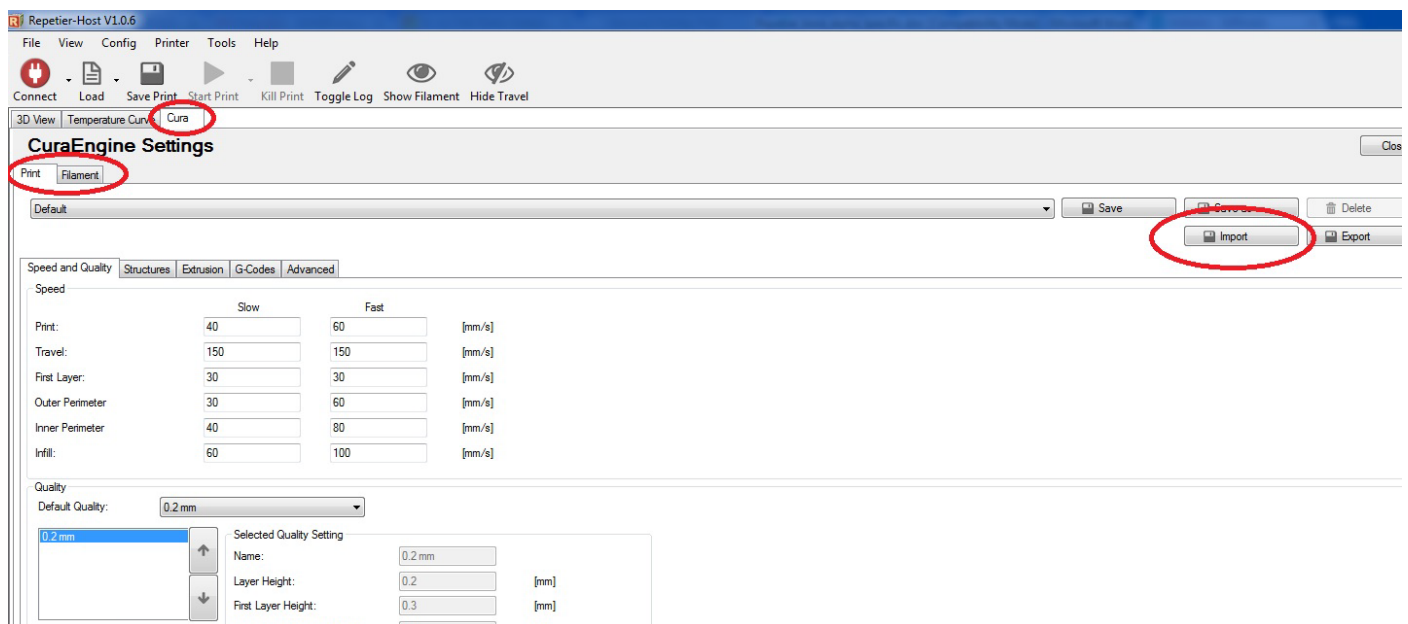 Repetier-Host V1.0.6
File View Config Printer Tools Help
Connect Load Save Print Start Print Kill Print Toggle Log Show Filament Hide Travel
3D View Temperature Curve Cura
CuraEngine Settings
Print Filament
Default Save Delete
Import Export
Speed and Quality Structures Extrusion G-Codes Advanced
Speed
Slow Fast
Print: 40 60 [mm/s]
Travel: 150 150 [mm/s]
First Layer: 30 30 [mm/s]
Outer Perimeter 30 60 [mm/s]
Inner Perimeter 40 80 [mm/s]
Infill: 60 100 [mm/s]
Quality
Default Quality: 0.2 mm
0.2 mm Selected Quality Setting
Name: 0.2 mm
Layer Height: 0.2 [mm]
First Layer Height: 0.3 [mm]